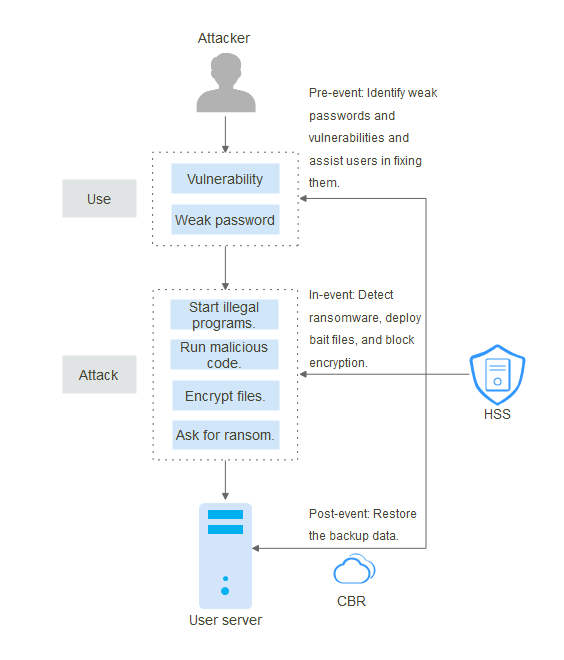 Attacker
Pre-event: Identify weak
passwords and
vulnerabilities and
assist users in fixing
them.
Use
Vulnerability
Weak password
In-event: Detect
ransomware, deploy
bait files, and block
encryption.
Attack
Start illegal
programs.
Run malicious
code.
Encrypt files.
Ask for ransom.
HSS
Post-event: Restore
the backup data.
CBR
User server